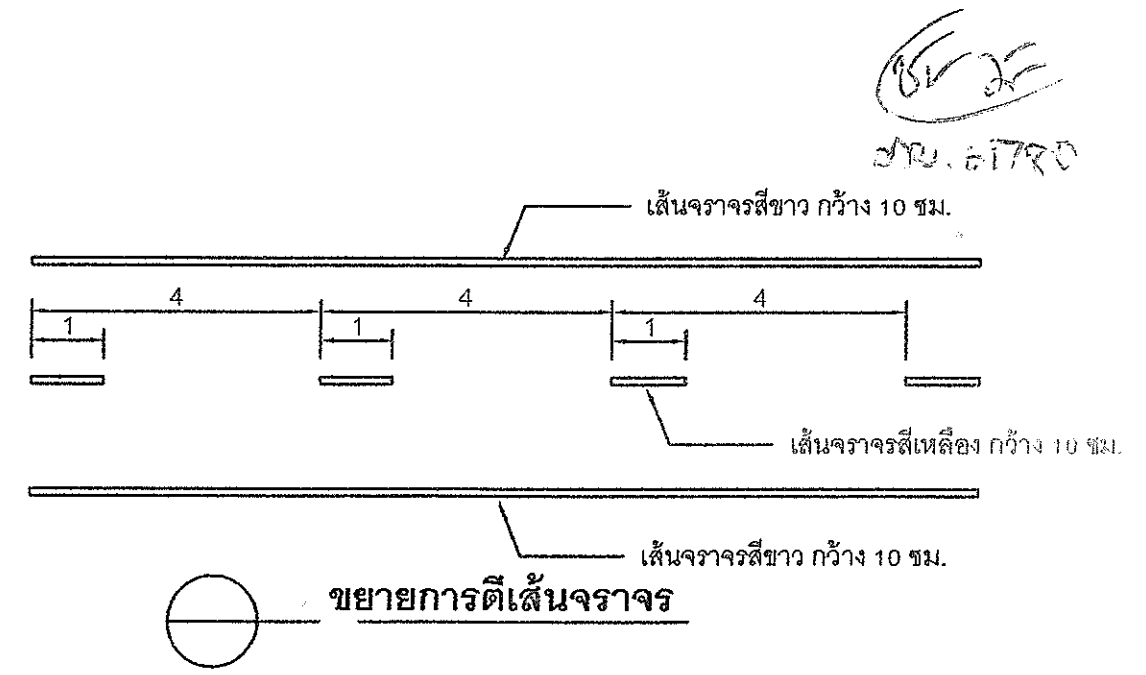 เส้นจราจรสีขาว กว้าง 10 ซม.
4 4 4
1 1 1
เส้นจราจรสีเหลือง กว้าง 10 ซม.
เส้นจราจรสีขาว กว้าง 10 ซม.
ขยายการตีเส้นจราจร